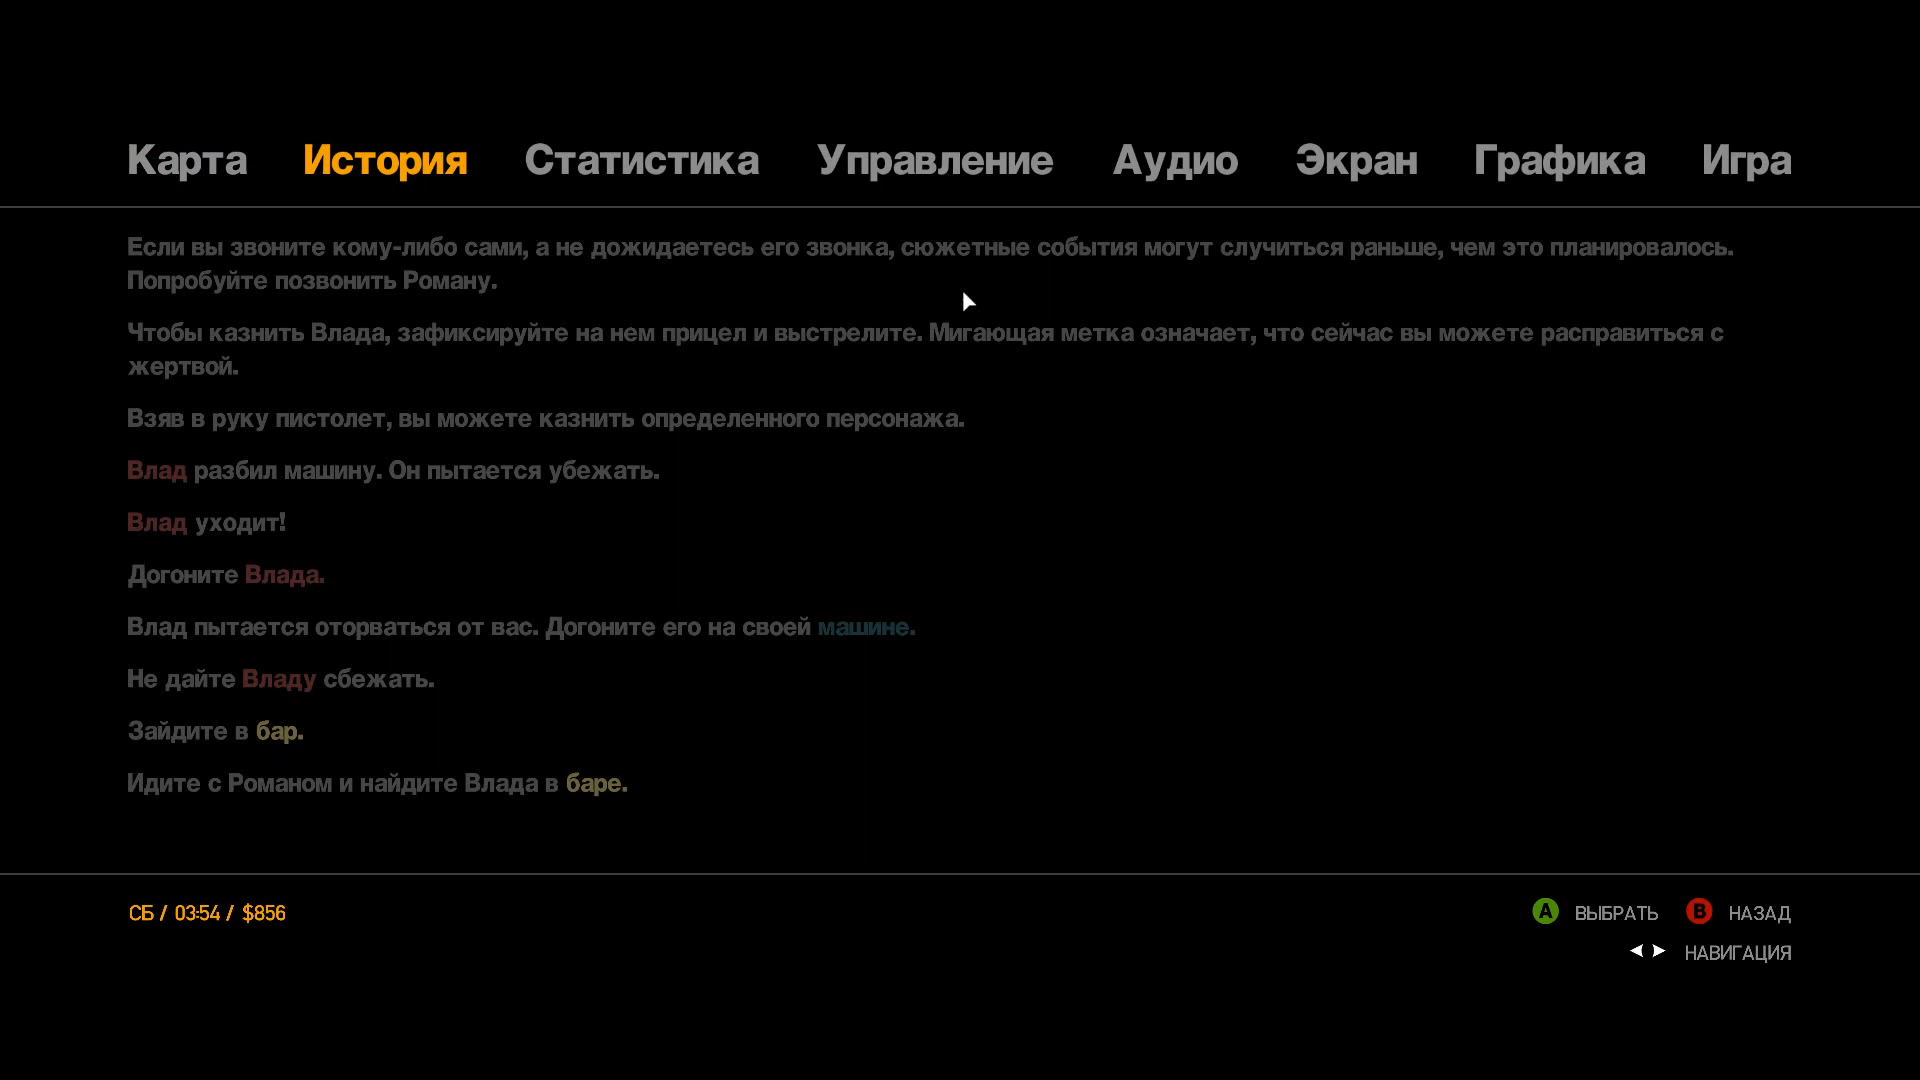 Карта История Статистика Управление Аудио Экран Графика Игра
Если вы звоните кому-либо сами, а не дожидаетесь его звонка, сюжетные события могут случиться раньше, чем это планировалось.
Попробуйте позвонить Роману.
Чтобы казнить Влада, зафиксируйте на нем прицел и выстрелите. Мигающая метка означает, что сейчас вы можете расправиться с
жертвой.
Взяв в руку пистолет, вы можете казнить определенного персонажа.
Влад разбил машину. Он пытается убежать.
Влад уходит!
Догоните Влада.
Влад пытается оторваться от вас. Догоните его на своей машине.
Не дайте Владу сбежать.
Зайдите в бар.
Идите с Романом и найдите Влада в баре.
СБ / 03:54 / $856
A ВЫБРАТЬ B НАЗАД
НАВИГАЦИЯ